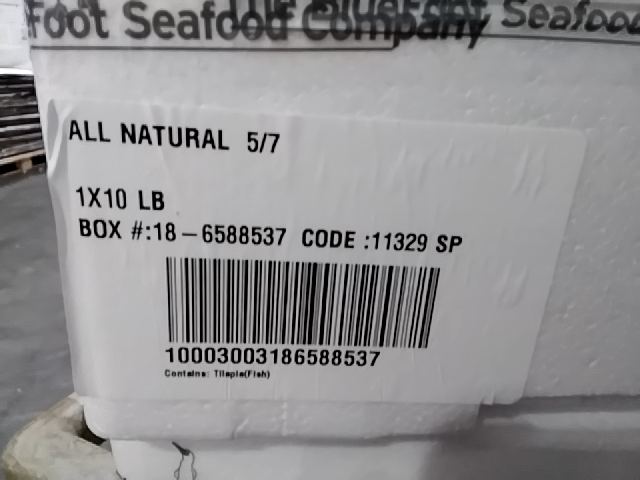 Foot Seafood Company
Seafood
ALL NATURAL 5/7
1X10 LB
BOX #:18-6588537 CODE :11329 SP
10003003186588537
Contains: Tilapia(Fish)